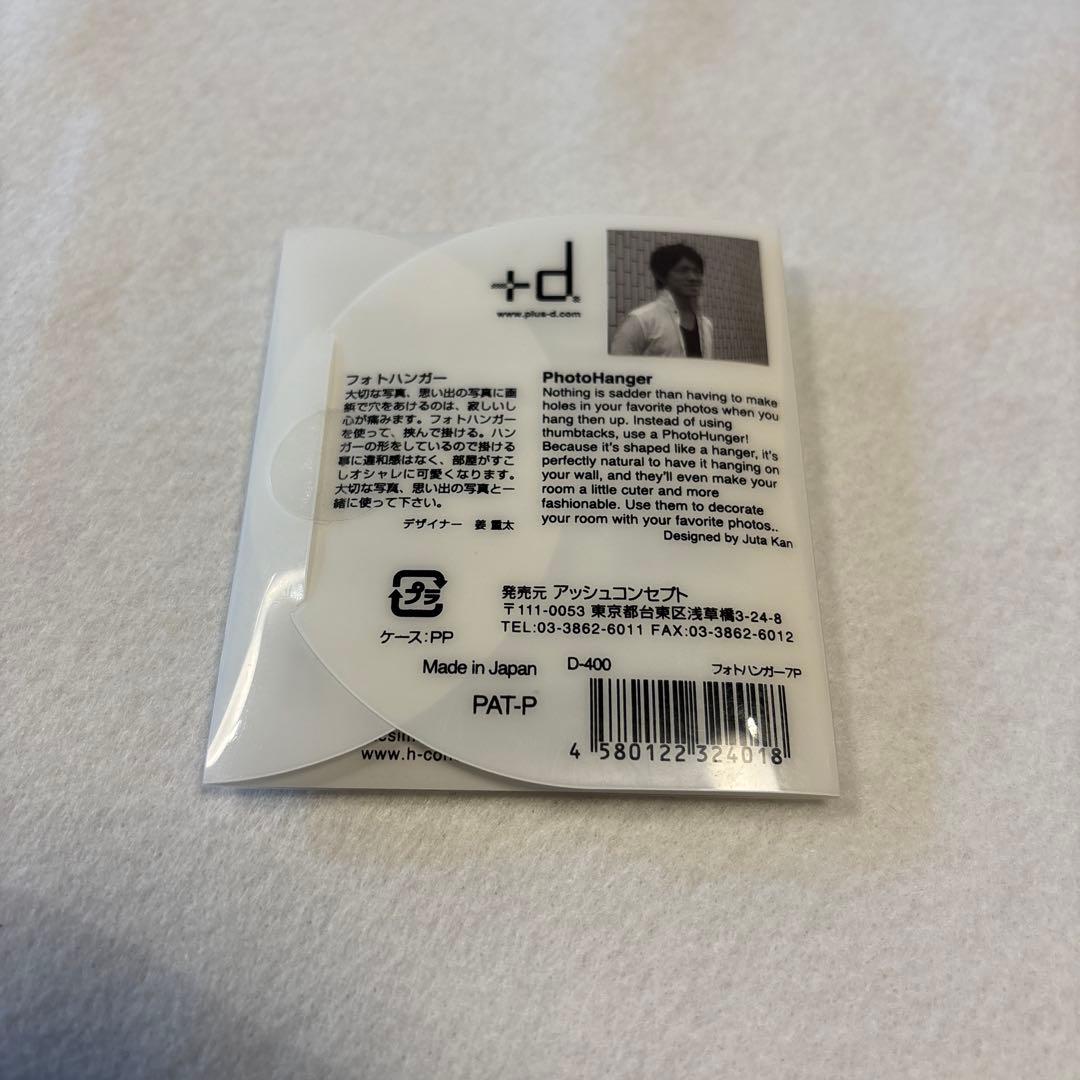 +d
www.plus-d.com
フォトハンガー
大切な写真、思い出の写真に画
鋲で穴をあけるのは、寂しいし
心が痛みます。フォトハンガー
を使って、挟んで掛ける。ハン
ガーの形をしているので掛ける
事に違和感はなく、部屋がすこ
しオシャレに可愛くなります。
大切な写真、思い出の写真と一
緒に使って下さい。
デザイナー 姜 重太
PhotoHanger
Nothing is sadder than having to make
holes in your favorite photos when you
hang then up. Instead of using
thumbtacks, use a PhotoHunger!
Because it's shaped like a hanger, it's
perfectly natural to have it hanging on
your wall, and they'll even make your
room a little cuter and more
fashionable. Use them to decorate
your room with your favorite photos..
Designed by Juta Kan
プラ
ケース:PP
発売元 アッシュコンセプト
〒111-0053 東京都台東区浅草橋3-24-8
TEL:03-3862-6011 FAX:03-3862-6012
Made in Japan
D-400
フォトハンガー7P
PAT-P
4 580122 324018
www.h-con